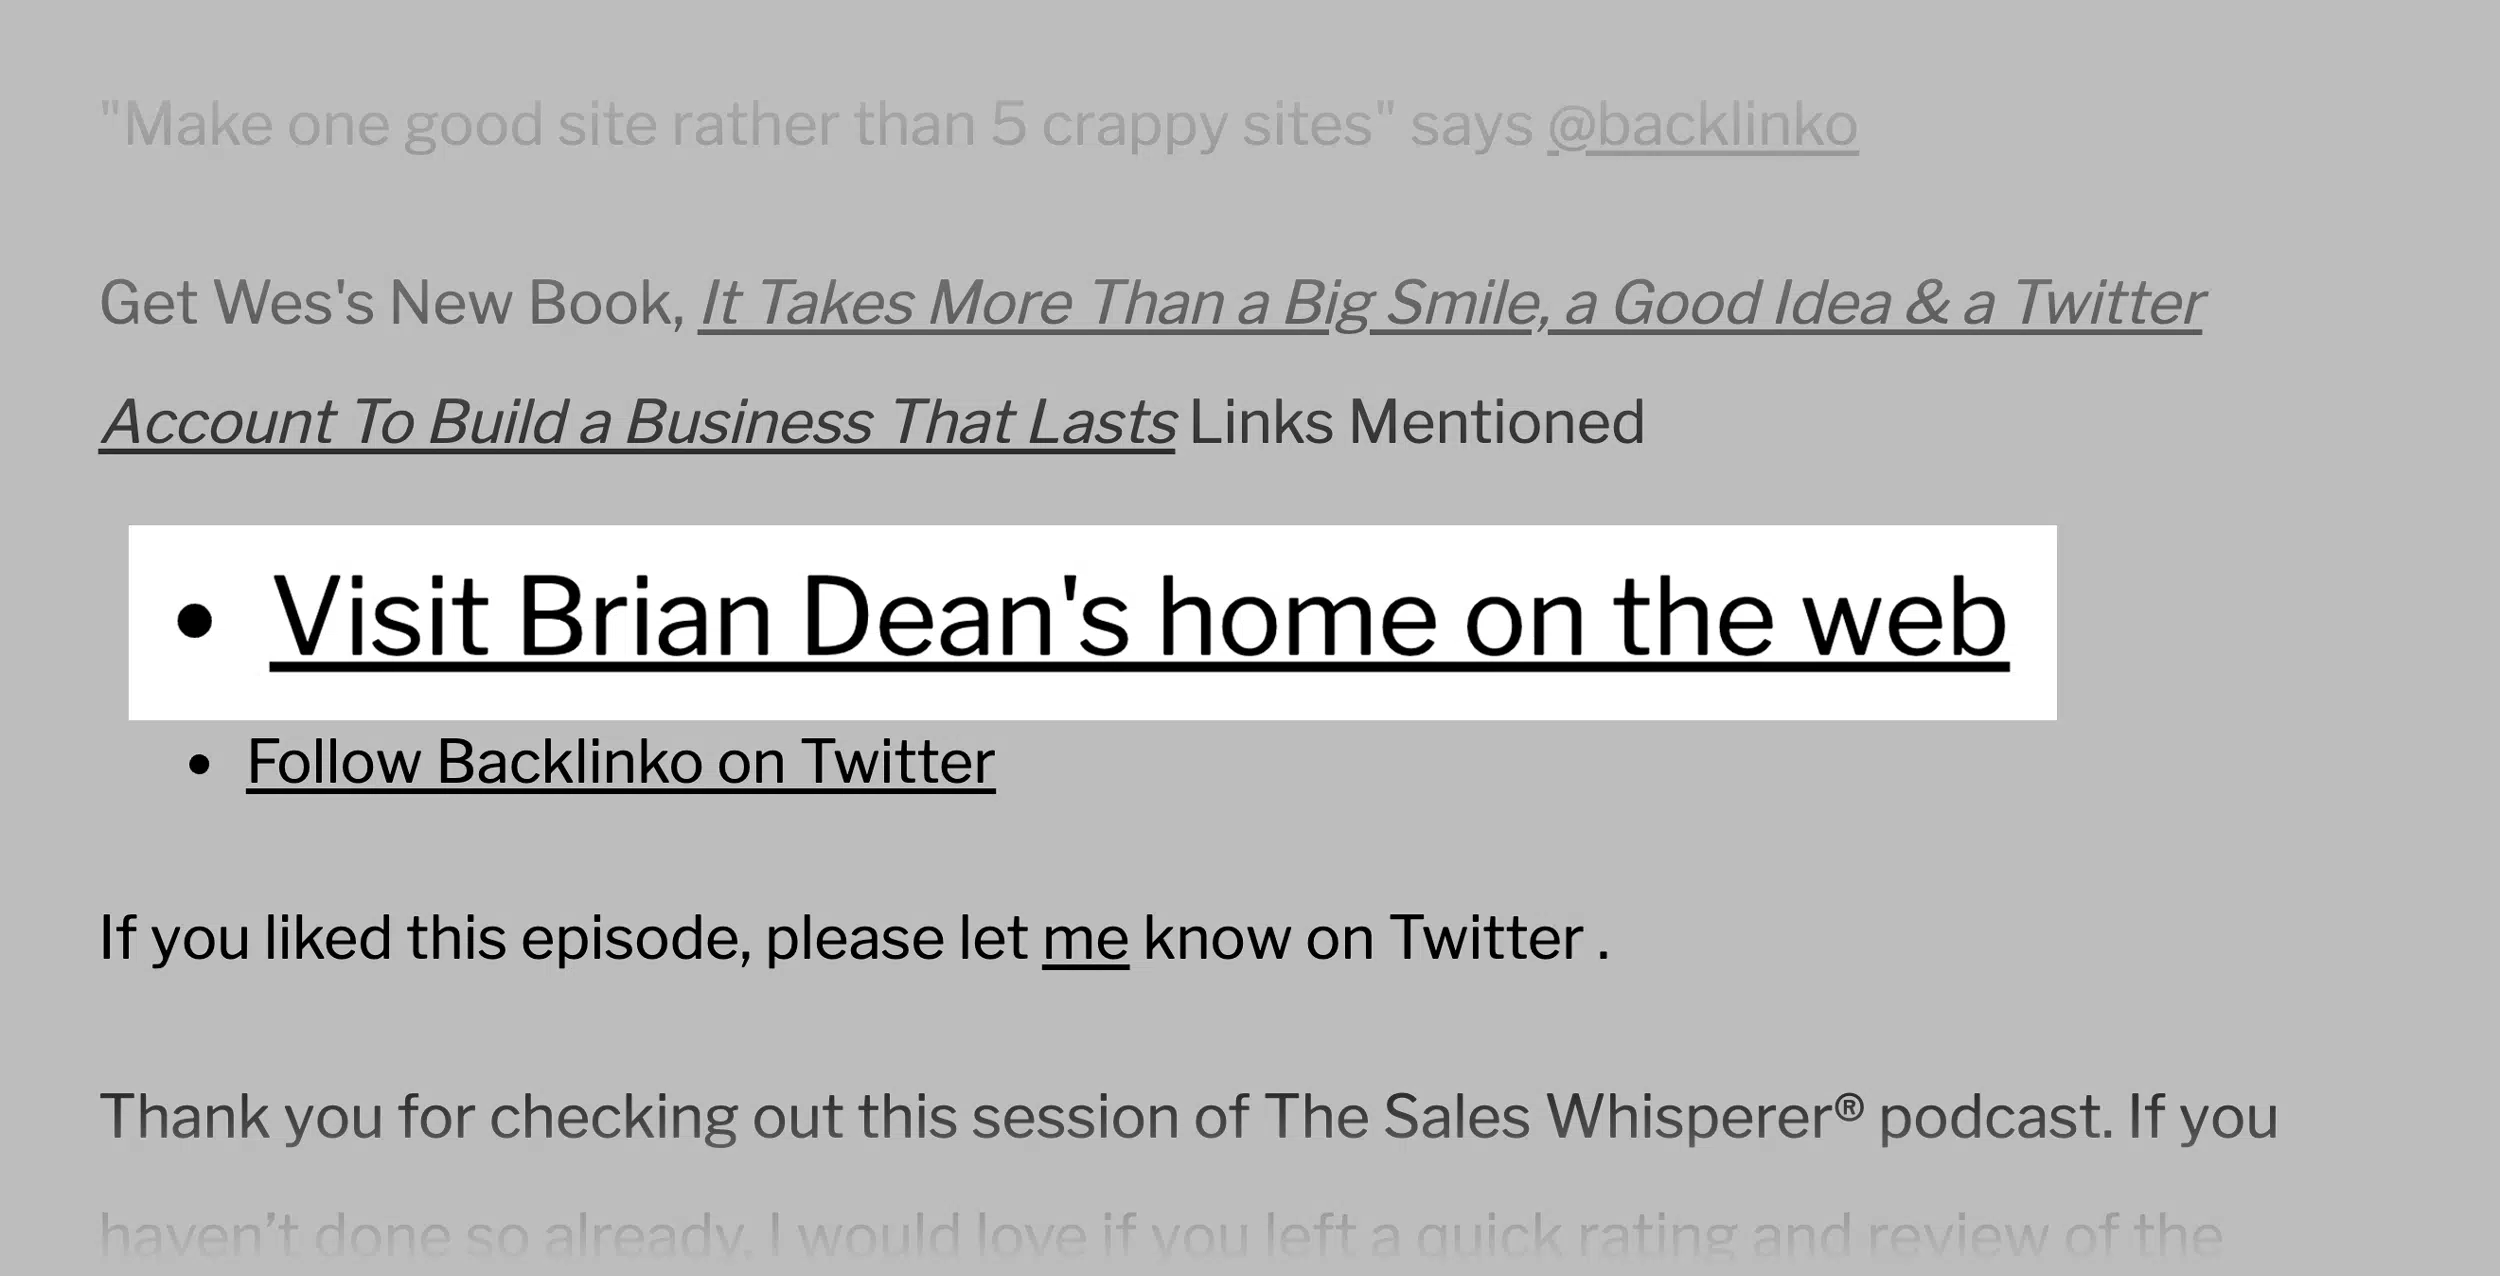 "Make one good site rather than 5 crappy sites" says @backlinko
Get Wes's New Book, It Takes More Than a Big Smile, a Good Idea & a Twitter
Account To Build a Business That Lasts Links Mentioned
• Visit Brian Dean's home on the web
• Follow Backlinko on Twitter
If you liked this episode, please let me know on Twitter .
Thank you for checking out this session of The Sales Whisperer® podcast. If you
haven’t done so already, I would love if you left a quick rating and review of the